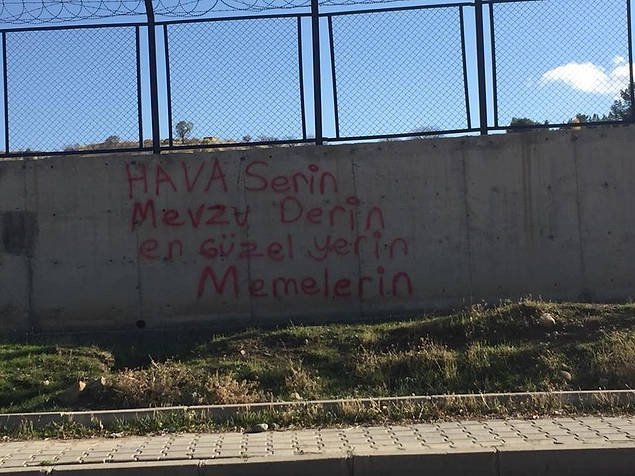 HAVA Serin
Mevzu Derin
en Güzel yerin
Memelerin